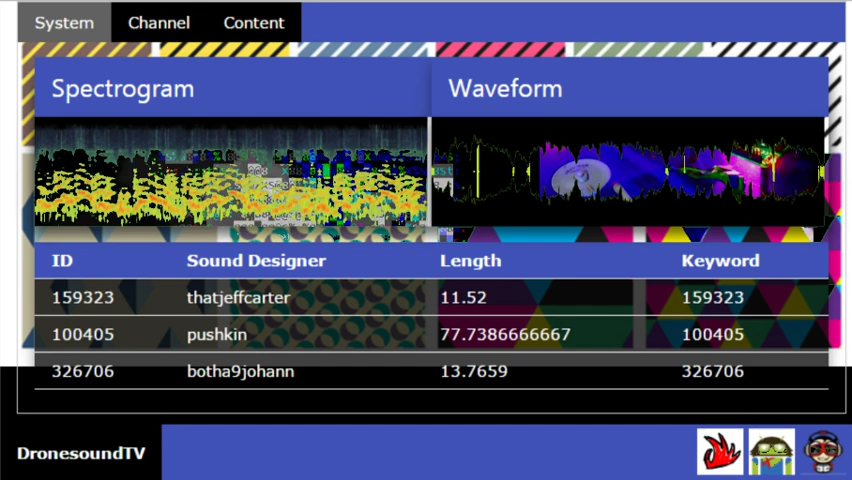 System Channel Content
Spectrogram Waveform
ID Sound Designer Length Keyword
159323 thatjeffcarter 11.52 159323
100405 pushkin 77.7386666667 100405
326706 botha9johann 13.7659 326706
DronesoundTV